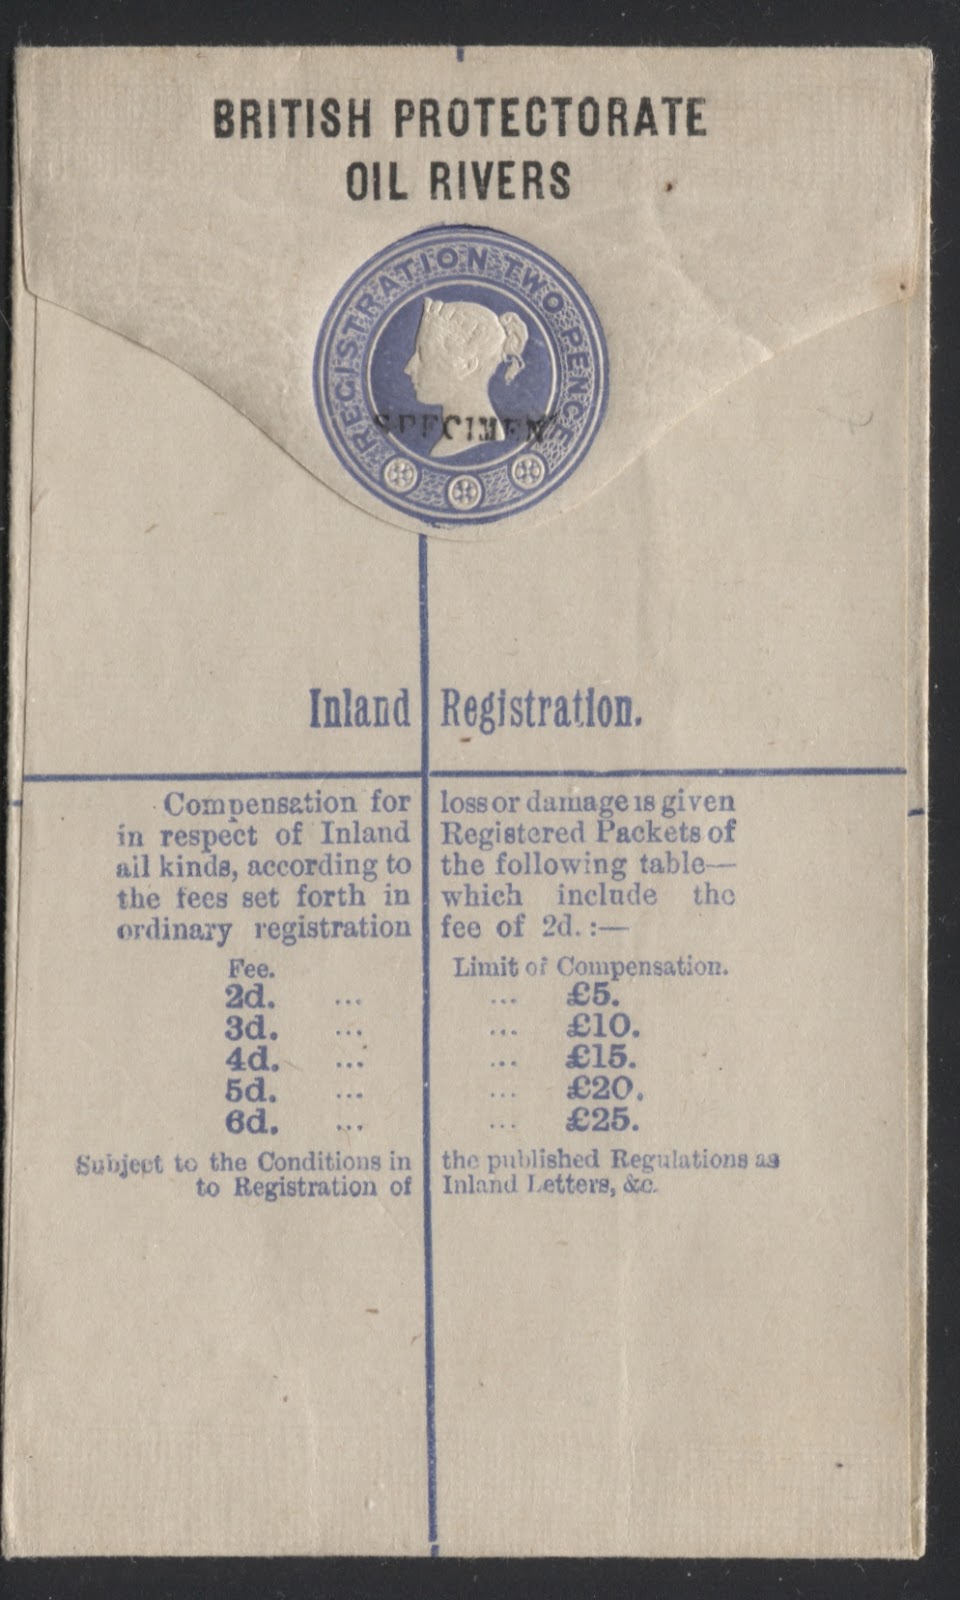 BRITISH PROTECTORATE
OIL RIVERS
REGISTRATION TWO PENCE
SPECIMEN
Inland Registration.
Compensation for loss or damage is given
in respect of Inland Registered Packets of
all kinds, according to the following table—
the fees set forth in which include the
ordinary registration fee of 2d. :—
Fee. Limit of Compensation.
2d. ... ... £5.
3d. ... ... £10.
4d. ... ... £15.
5d. ... ... £20.
6d. ... ... £25.
Subject to the Conditions in the published Regulations as
to Registration of Inland Letters, &c.